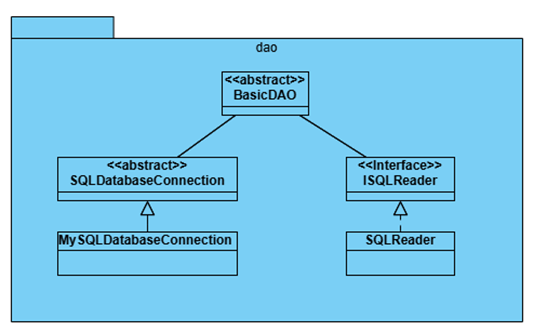 dao
<<abstract>>
BasicDAO
<<abstract>>
SQLDatabaseConnection
<<Interface>>
ISQLReader
MySQLDatabaseConnection
SQLReader